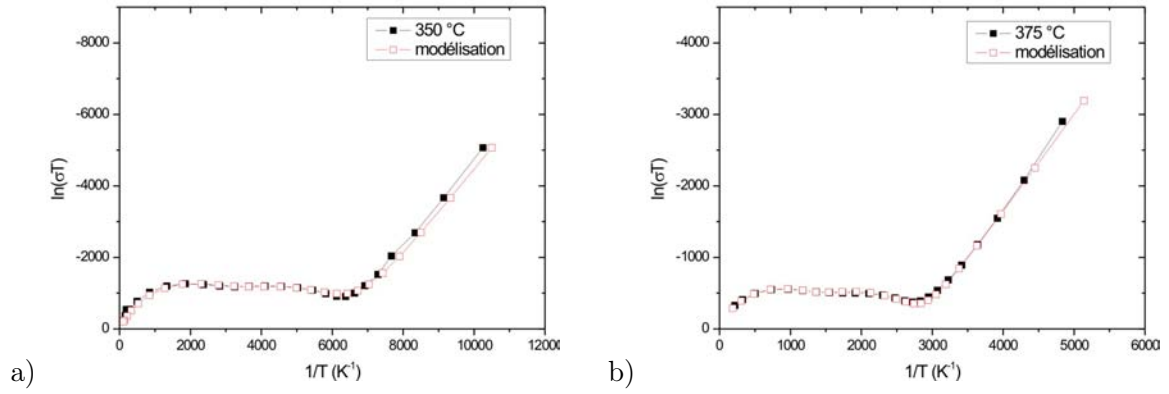 350 °C
modélisation
-8000
-6000
-4000
-2000
0
ln(σT)
0 2000 4000 6000 8000 10000 12000
1/T (K⁻¹)
a)
375 °C
modélisation
-4000
-3000
-2000
-1000
0
ln(σT)
0 1000 2000 3000 4000 5000 6000
1/T (K⁻¹)
b)